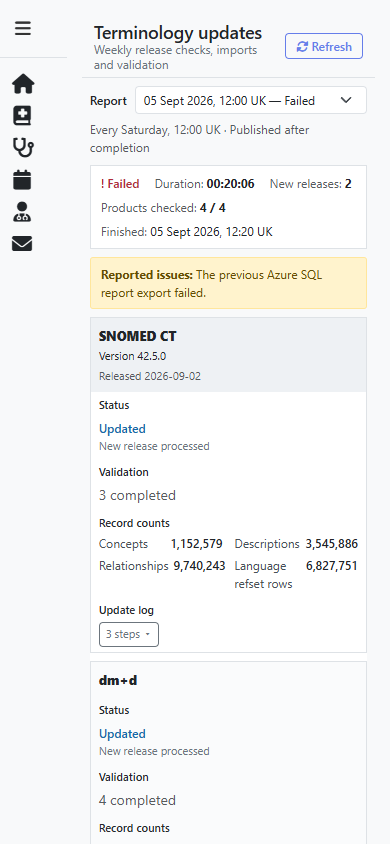 Terminology updates
Weekly release checks, imports
and validation
Refresh
Report
05 Sept 2026, 12:00 UK — Failed
Every Saturday, 12:00 UK · Published after
completion
! Failed Duration: 00:20:06 New releases: 2
Products checked: 4 / 4
Finished: 05 Sept 2026, 12:20 UK
Reported issues: The previous Azure SQL
report export failed.
SNOMED CT
Version 42.5.0
Released 2026-09-02
Status
Updated
New release processed
Validation
3 completed
Record counts
Concepts 1,152,579 Descriptions 3,545,886
Relationships 9,740,243 Language 6,827,751
refset rows
Update log
3 steps
dm+d
Status
Updated
New release processed
Validation
4 completed
Record counts